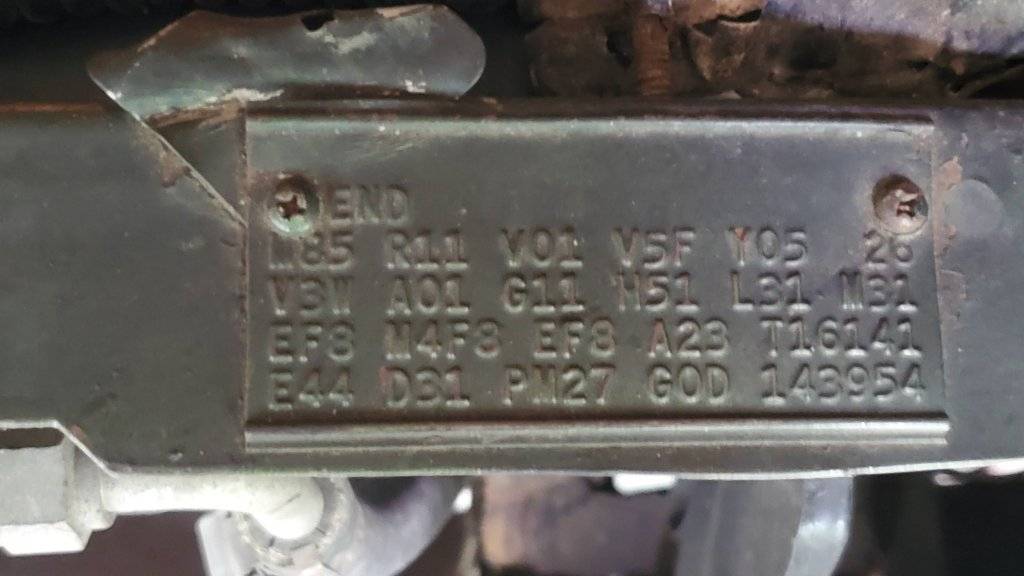 END
M85 R11 V01 V5F Y05 26
V3W A01 G11 H51 L31 M31
EF8 M4F8 EF8 A23 T16141
E44 D31 PM27 GOD 143954